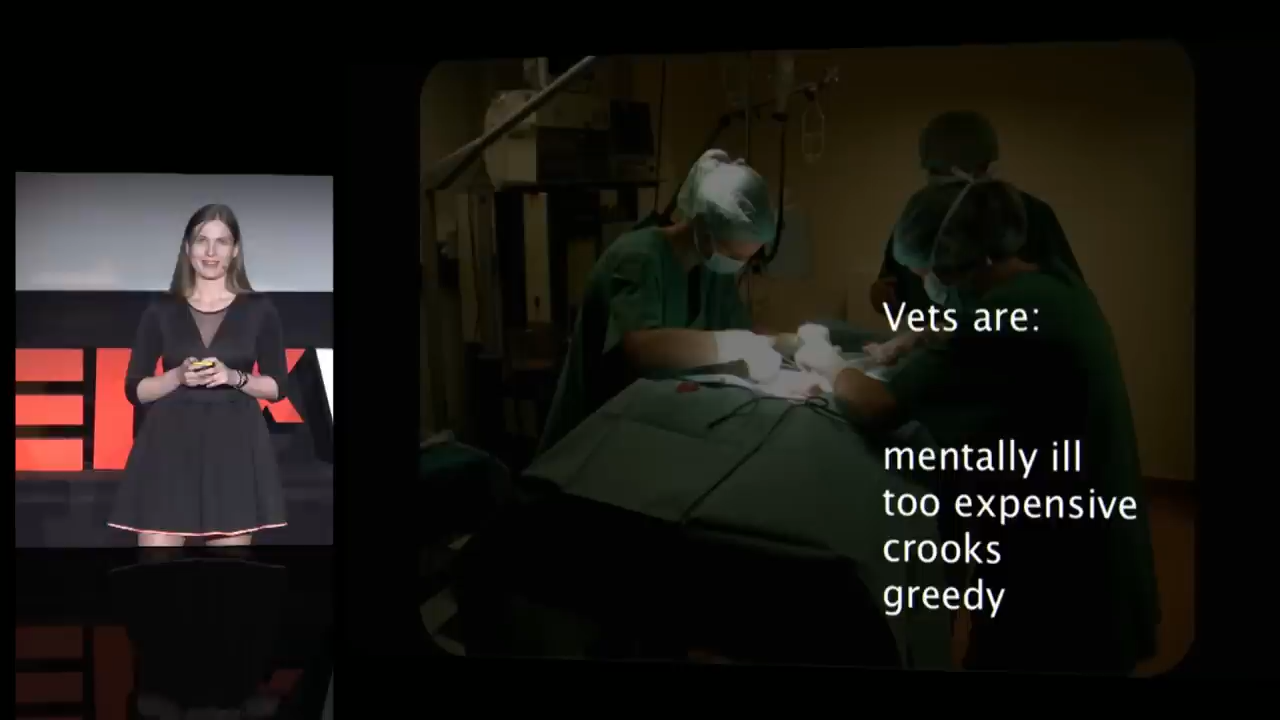 Vets are:
mentally ill
too expensive
crooks
greedy